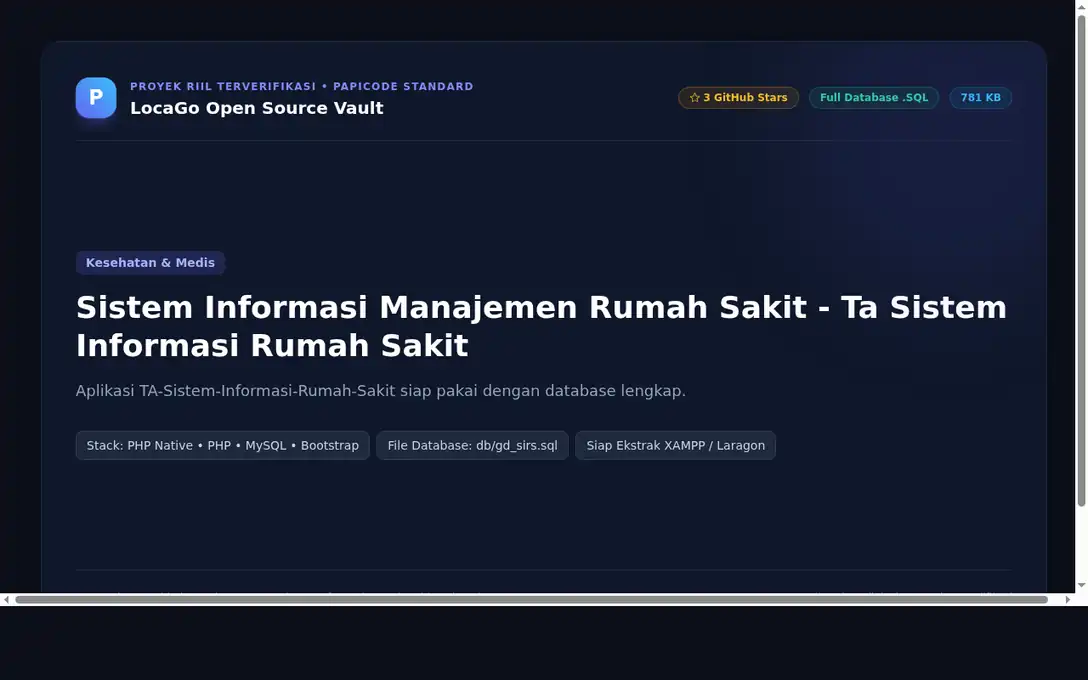 P
PROYEK RIIL TERVERIFIKASI • PAPICODE STANDARD
LocaGo Open Source Vault
☆ 3 GitHub Stars
Full Database .SQL
781 KB
Kesehatan & Medis
Sistem Informasi Manajemen Rumah Sakit - Ta Sistem
Informasi Rumah Sakit
Aplikasi TA-Sistem-Informasi-Rumah-Sakit siap pakai dengan database lengkap.
Stack: PHP Native • PHP • MySQL • Bootstrap
File Database: db/gd_sirs.sql
Siap Ekstrak XAMPP / Laragon